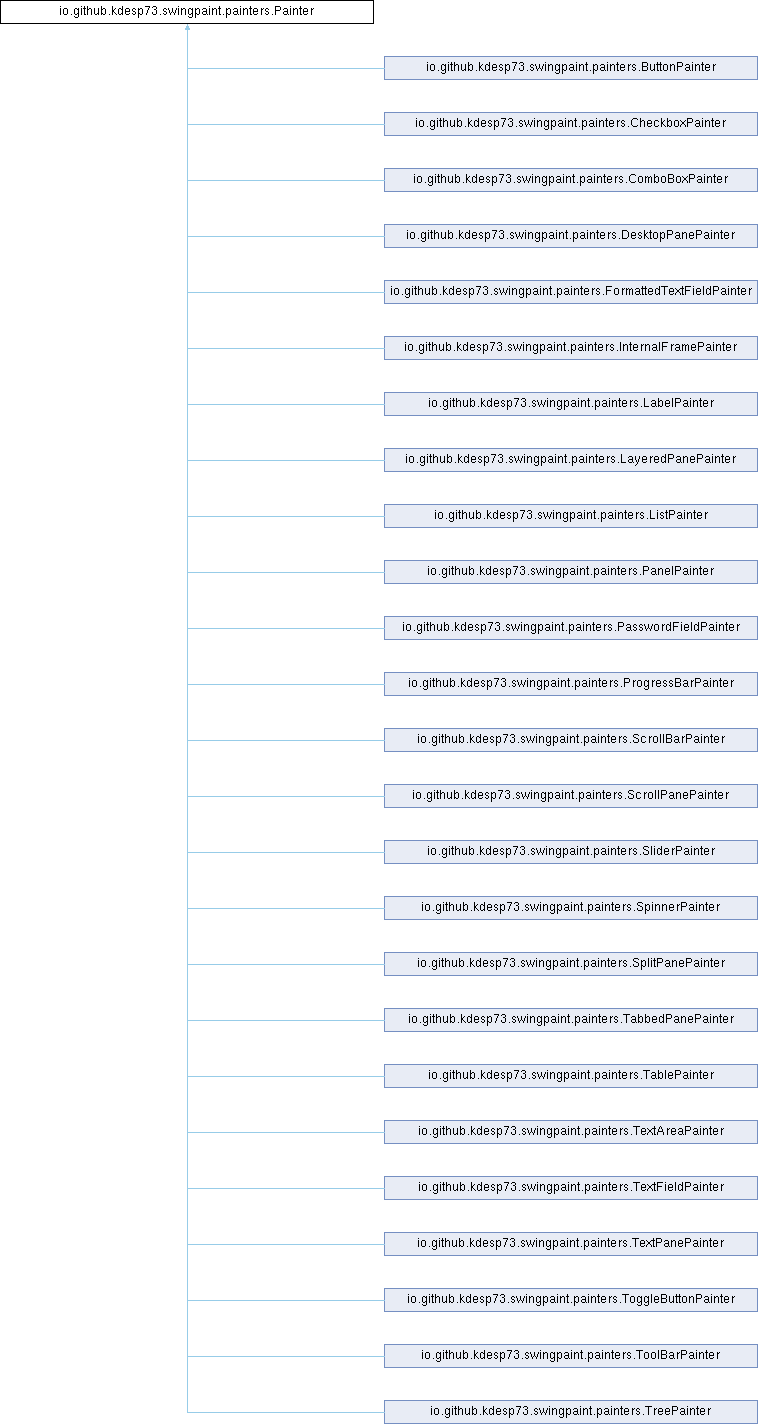 io.github.kdesp73.swingpaint.painters.Painter
io.github.kdesp73.swingpaint.painters.ButtonPainter
io.github.kdesp73.swingpaint.painters.CheckboxPainter
io.github.kdesp73.swingpaint.painters.ComboBoxPainter
io.github.kdesp73.swingpaint.painters.DesktopPanePainter
io.github.kdesp73.swingpaint.painters.FormattedTextFieldPainter
io.github.kdesp73.swingpaint.painters.InternalFramePainter
io.github.kdesp73.swingpaint.painters.LabelPainter
io.github.kdesp73.swingpaint.painters.LayeredPanePainter
io.github.kdesp73.swingpaint.painters.ListPainter
io.github.kdesp73.swingpaint.painters.PanelPainter
io.github.kdesp73.swingpaint.painters.PasswordFieldPainter
io.github.kdesp73.swingpaint.painters.ProgressBarPainter
io.github.kdesp73.swingpaint.painters.ScrollBarPainter
io.github.kdesp73.swingpaint.painters.ScrollPanePainter
io.github.kdesp73.swingpaint.painters.SliderPainter
io.github.kdesp73.swingpaint.painters.SpinnerPainter
io.github.kdesp73.swingpaint.painters.SplitPanePainter
io.github.kdesp73.swingpaint.painters.TabbedPanePainter
io.github.kdesp73.swingpaint.painters.TablePainter
io.github.kdesp73.swingpaint.painters.TextAreaPainter
io.github.kdesp73.swingpaint.painters.TextFieldPainter
io.github.kdesp73.swingpaint.painters.TextPanePainter
io.github.kdesp73.swingpaint.painters.ToggleButtonPainter
io.github.kdesp73.swingpaint.painters.ToolBarPainter
io.github.kdesp73.swingpaint.painters.TreePainter